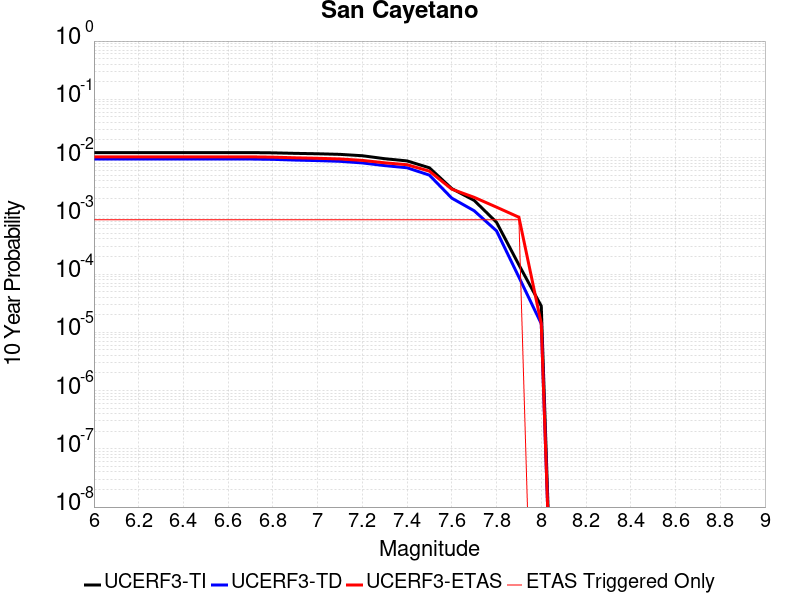 San Cayetano
10^0
10^-1
10^-2
10^-3
10^-4
10^-5
10^-6
10^-7
10^-8
10 Year Probability
6 6.2 6.4 6.6 6.8 7 7.2 7.4 7.6 7.8 8 8.2 8.4 8.6 8.8 9
Magnitude
UCERF3-TI UCERF3-TD UCERF3-ETAS ETAS Triggered Only